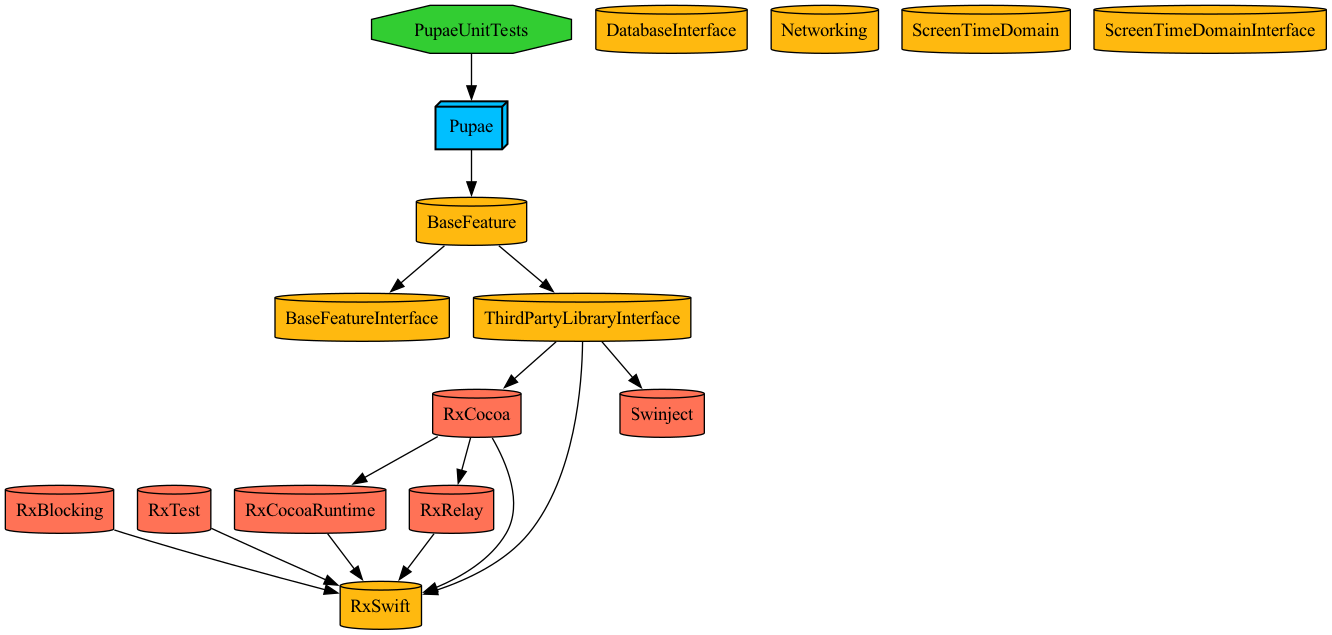 PupaeUnitTests
DatabaseInterface
Networking
ScreenTimeDomain
ScreenTimeDomainInterface
Pupae
BaseFeature
BaseFeatureInterface
ThirdPartyLibraryInterface
RxCocoa
Swinject
RxBlocking
RxTest
RxCocoaRuntime
RxRelay
RxSwift